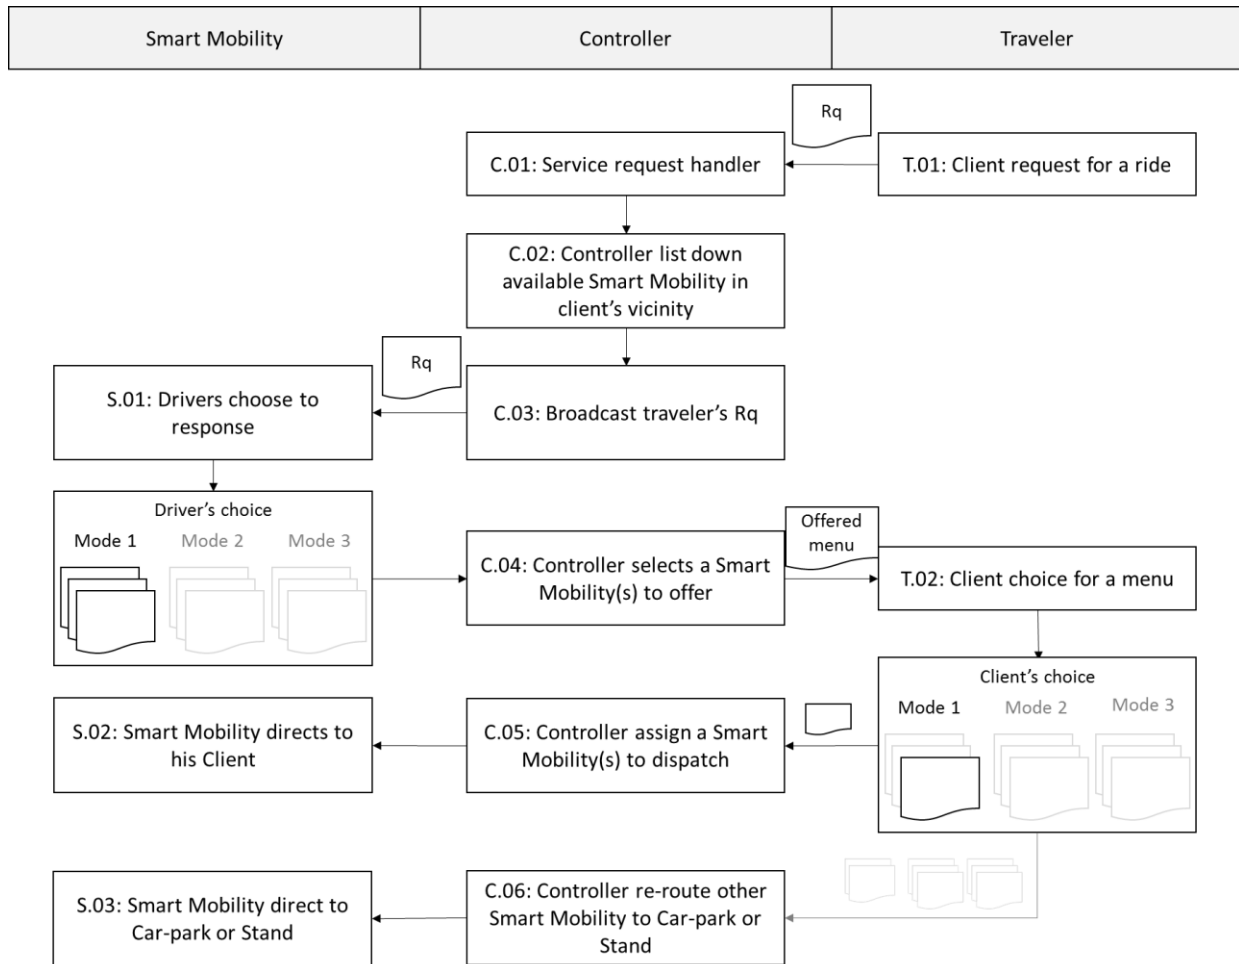 Smart Mobility
Controller
Traveler
Rq
C.01: Service request handler
T.01: Client request for a ride
C.02: Controller list down
available Smart Mobility in
client's vicinity
Rq
S.01: Drivers choose to
response
C.03: Broadcast traveler's Rq
Driver's choice
Mode 1
Mode 2
Mode 3
C.04: Controller selects a Smart
Mobility(s) to offer
Offered
menu
T.02: Client choice for a menu
Client's choice
Mode 1
Mode 2
Mode 3
S.02: Smart Mobility directs to
his Client
C.05: Controller assign a Smart
Mobility(s) to dispatch
S.03: Smart Mobility direct to
Car-park or Stand
C.06: Controller re-route other
Smart Mobility to Car-park or
Stand